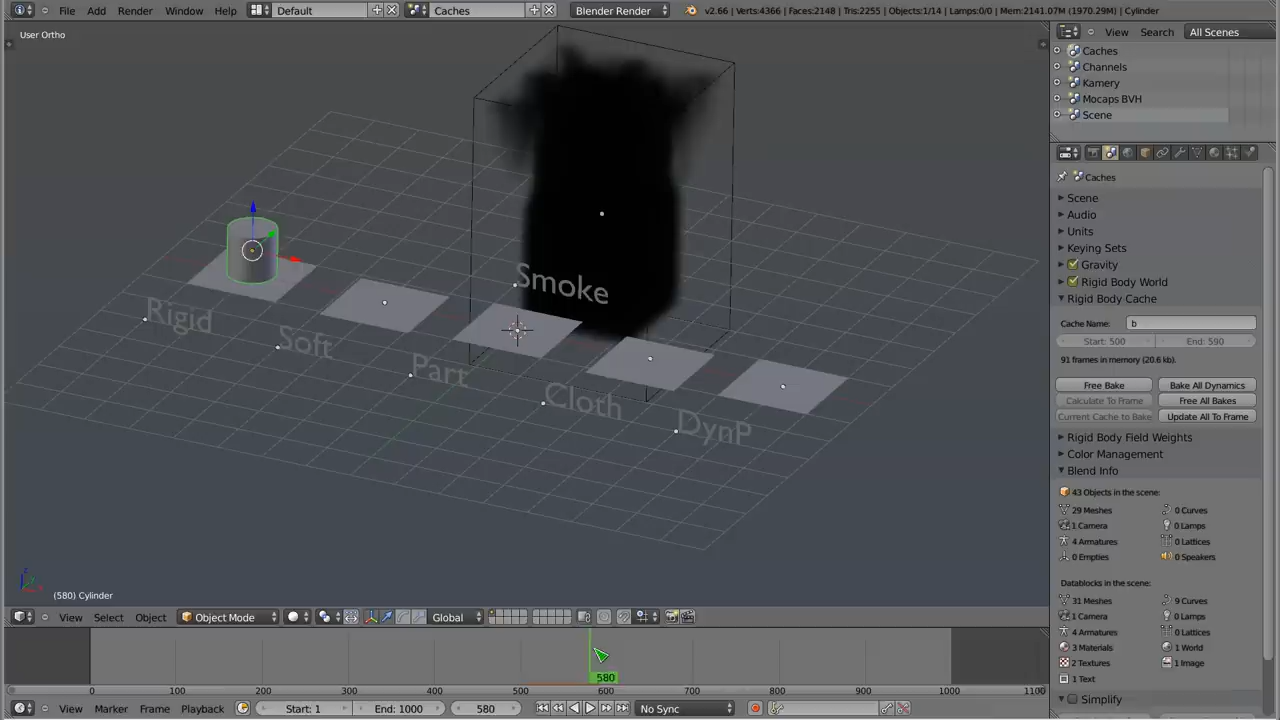 File Add Render Window Help Default Caches Blender Render v2.66 | Verts:4366 | Faces:2148 | Tris:2255 | Objects:1/14 | Lamps:0/0 | Mem:2141.07M (1970.29M) | Cylinder
User Ortho
View Search All Scenes
Caches
Channels
Kamery
Mocaps BVH
Scene
Caches
Scene
Audio
Units
Keying Sets
Gravity
Rigid Body World
Rigid Body Cache
Cache Name: b
Start: 500 End: 590
91 frames in memory (20.6 kb).
Free Bake Bake All Dynamics
Calculate To Frame Free All Bakes
Current Cache to Bake Update All To Frame
Rigid Body Field Weights
Color Management
Blend Info
43 Objects in the scene:
29 Meshes 0 Curves
1 Camera 0 Lamps
4 Armatures 0 Lattices
0 Empties 0 Speakers
Datablocks in the scene:
31 Meshes 9 Curves
1 Camera 0 Lamps
4 Armatures 0 Lattices
3 Materials 1 World
2 Textures 1 Image
1 Text
Simplify
Smoke
Rigid
Soft
Part
Cloth
DynP
z
(580) Cylinder
View Select Object Object Mode Global
580
0 100 200 300 400 500 600 700 800 900 1000 1100
View Marker Frame Playback Start: 1 End: 1000 580 No Sync